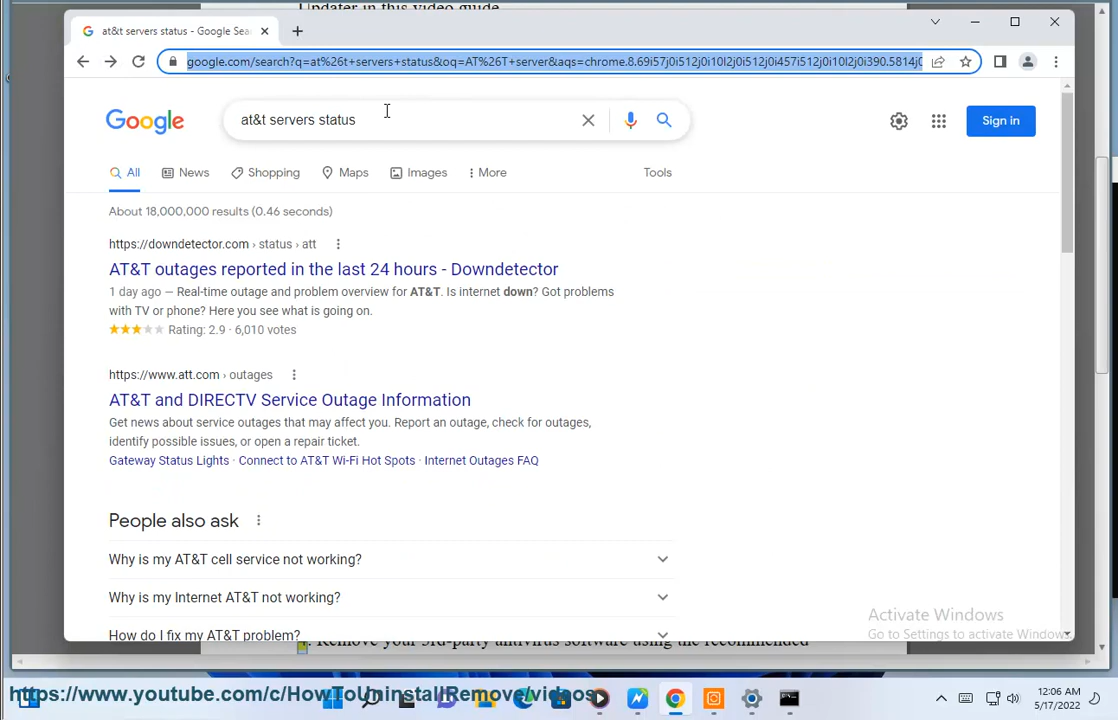 Updater in this video guide.
at&t servers status - Google Sea
google.com/search?q=at%26t+servers+status&oq=AT%26T+server&aqs=chrome.8.69i57j0i512j0i10l2j0i512j0i457i512j0i10l2j0i390.5814j0
Google
at&t servers status
Sign in
All
News
Shopping
Maps
Images
More
Tools
About 18,000,000 results (0.46 seconds)
https://downdetector.com › status › att
AT&T outages reported in the last 24 hours - Downdetector
1 day ago — Real-time outage and problem overview for AT&T. Is internet down? Got problems
with TV or phone? Here you see what is going on.
Rating: 2.9 · 6,010 votes
https://www.att.com › outages
AT&T and DIRECTV Service Outage Information
Get news about service outages that may affect you. Report an outage, check for outages,
identify possible issues, or open a repair ticket.
Gateway Status Lights · Connect to AT&T Wi-Fi Hot Spots · Internet Outages FAQ
People also ask
Why is my AT&T cell service not working?
Why is my Internet AT&T not working?
How do I fix my AT&T problem?
Activate Windows
Go to Settings to activate Windows.
4. Remove your 3rd-party antivirus software using the recommended
https://www.youtube.com/c/HowToUninstallRemove/videos
12:06 AM
5/17/2022